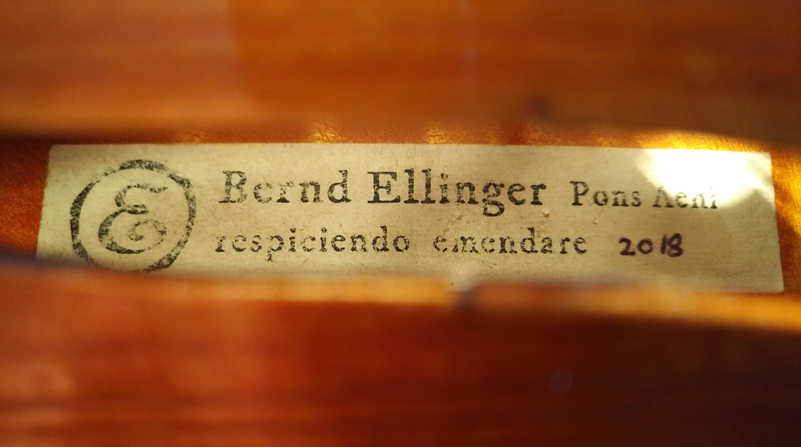 E Bernd Ellinger Pons Aeni
respiciendo emendare 2018